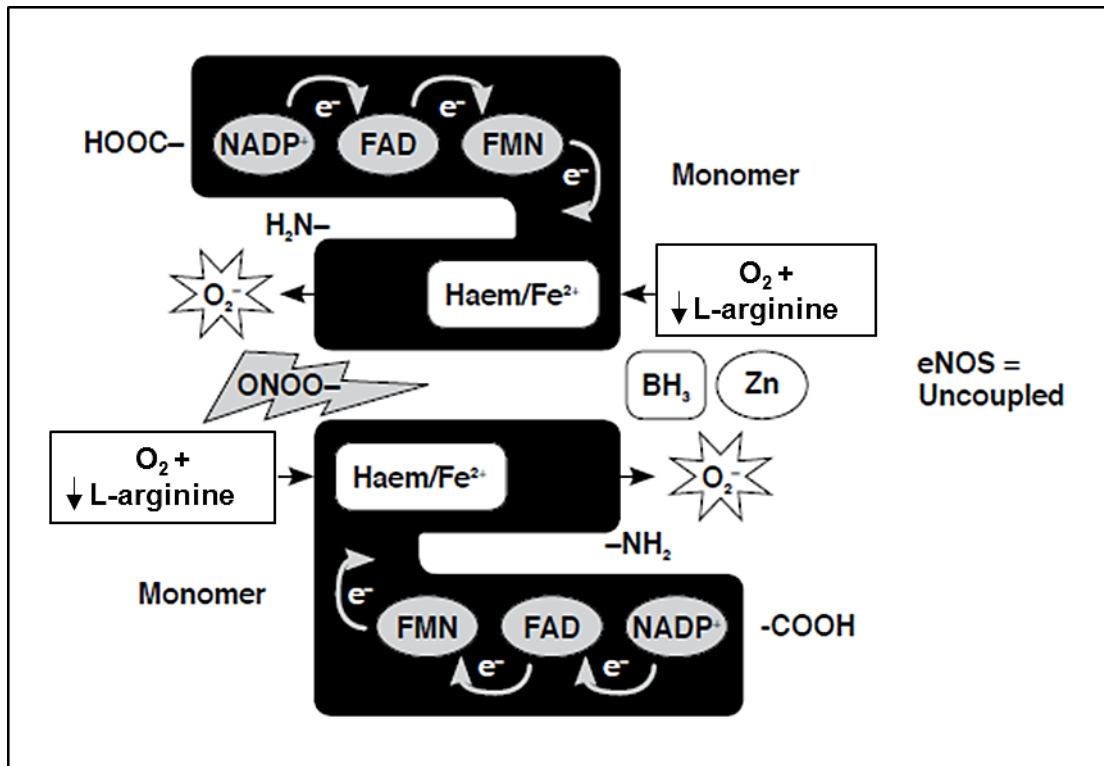 e⁻ e⁻
HOOC– NADP⁺ FAD FMN
e⁻
Monomer
H₂N–
O₂⁻
Haem/Fe²⁺
O₂ +
↓ L-arginine
ONOO–
BH₃ Zn
eNOS =
Uncoupled
O₂ +
↓ L-arginine
Haem/Fe²⁺
O₂⁻
–NH₂
Monomer
e⁻
FMN FAD NADP⁺
-COOH
e⁻ e⁻